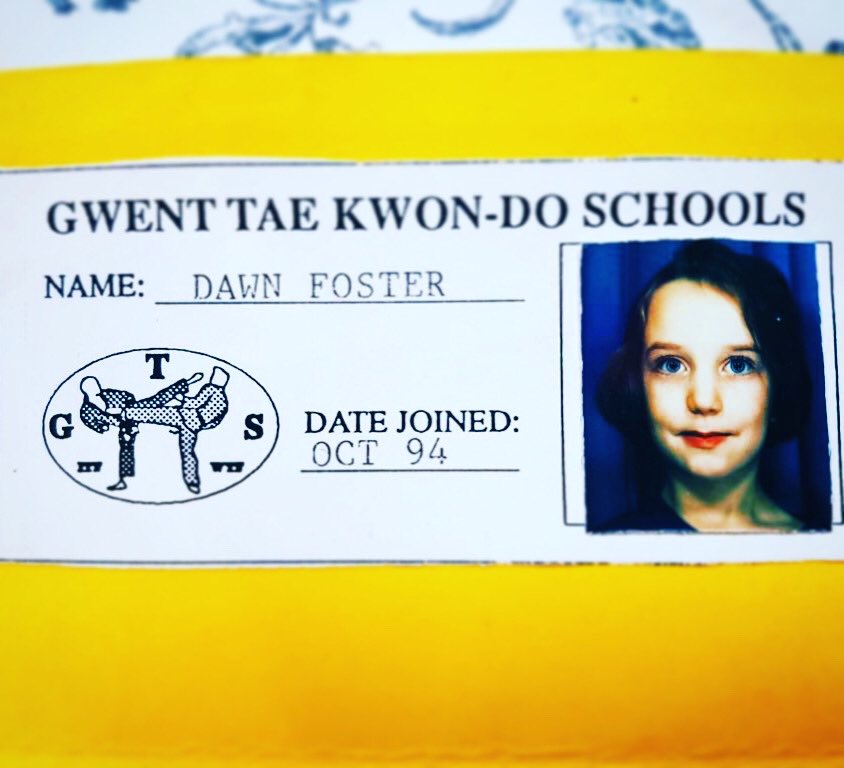 GWENT TAE KWON-DO SCHOOLS
NAME: DAWN FOSTER
T
G S
DATE JOINED:
OCT 94